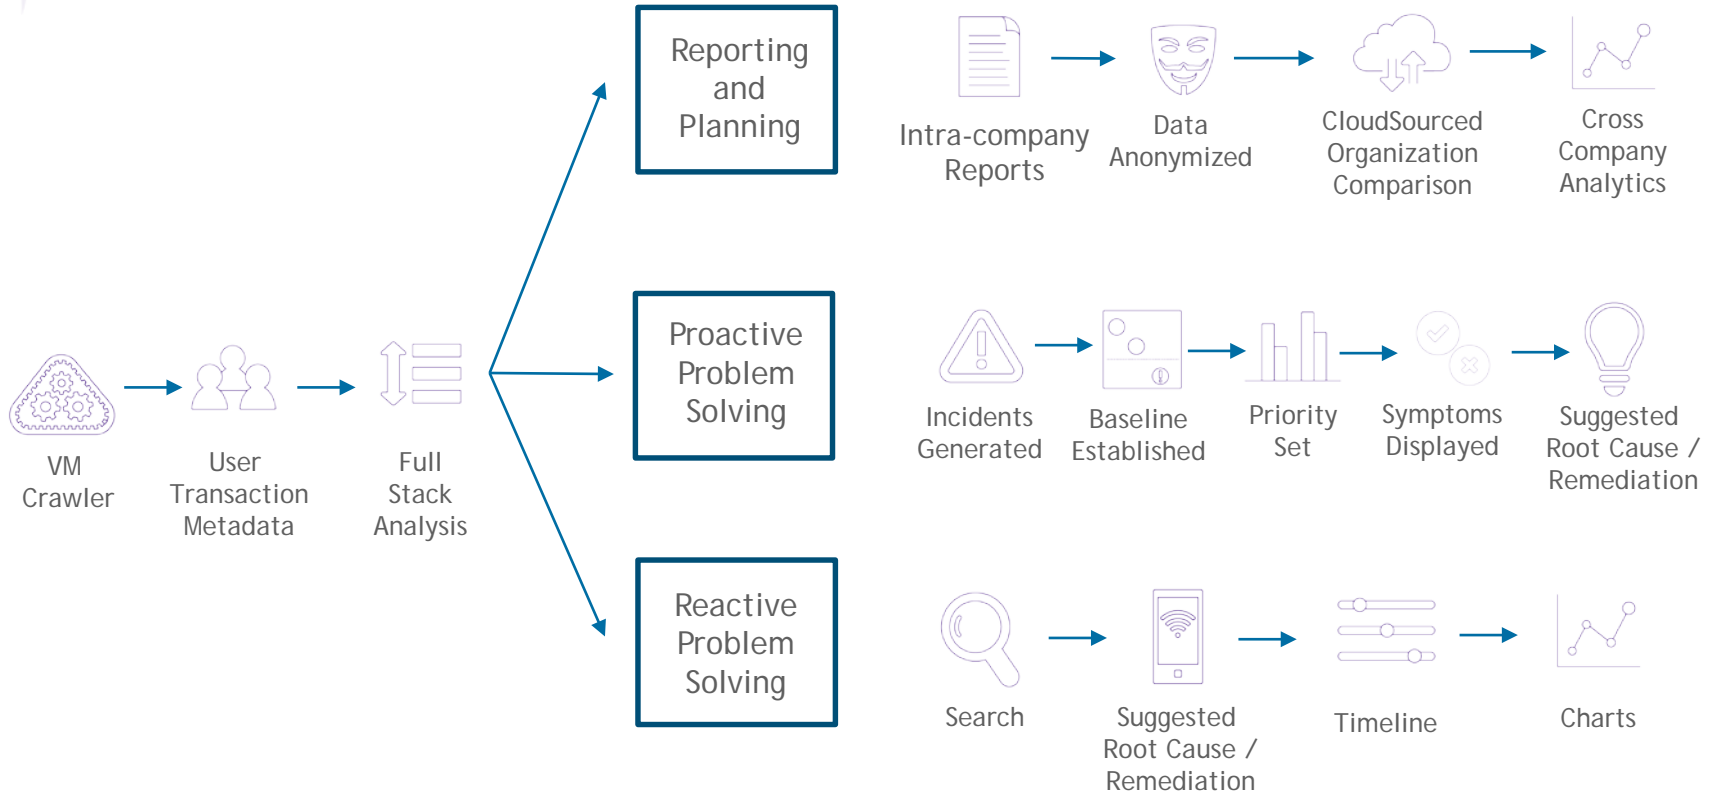 Reporting
and
Planning
Intra-company
Reports
Data
Anonymized
CloudSourced
Organization
Comparison
Cross
Company
Analytics
VM
Crawler
User
Transaction
Metadata
Full
Stack
Analysis
Proactive
Problem
Solving
Incidents
Generated
Baseline
Established
Priority
Set
Symptoms
Displayed
Suggested
Root Cause /
Remediation
Reactive
Problem
Solving
Search
Suggested
Root Cause /
Remediation
Timeline
Charts